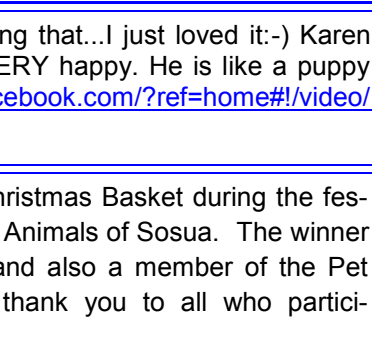 ng that...I just loved it:-) Karen
ERY happy. He is like a puppy
cebook.com/?ref=home#!/video/
hristmas Basket during the fes-
Animals of Sosua. The winner
and also a member of the Pet
thank you to all who partici-